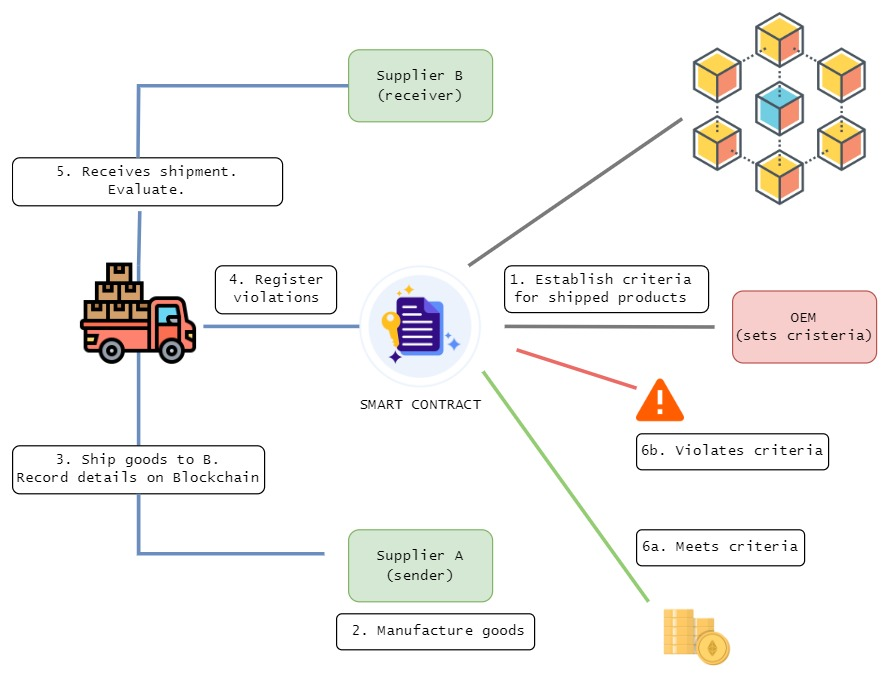 Supplier B
(receiver)
5. Receives shipment.
Evaluate.
4. Register
violations
1. Establish criteria
for shipped products
OEM
(sets cristeria)
SMART CONTRACT
6b. Violates criteria
3. Ship goods to B.
Record details on Blockchain
6a. Meets criteria
Supplier A
(sender)
2. Manufacture goods